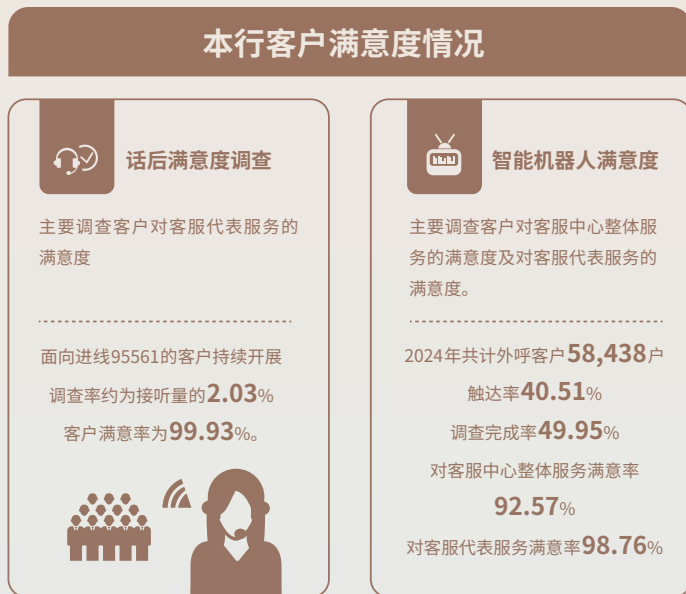 本行客户满意度情况
话后满意度调查
主要调查客户对客服代表服务的
满意度
面向进线95561的客户持续开展
调查率约为接听量的2.03%
客户满意率为99.93%。
智能机器人满意度
主要调查客户对客服中心整体服
务的满意度及对客服代表服务的
满意度。
2024年共计外呼客户58,438户
触达率40.51%
调查完成率49.95%
对客服中心整体服务满意率
92.57%
对客服代表服务满意率98.76%